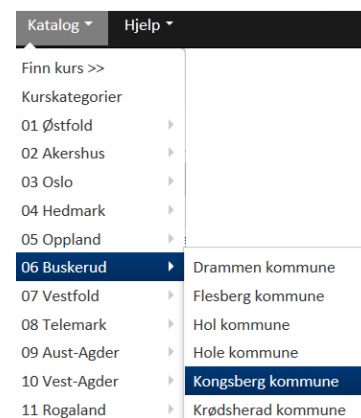 Katalog Hjelp
Finn kurs >>
Kurskategorier
01 Østfold
02 Akershus
03 Oslo
04 Hedmark
05 Oppland
06 Buskerud
07 Vestfold
08 Telemark
09 Aust-Agder
10 Vest-Agder
11 Rogaland
Drammen kommune
Flesberg kommune
Hol kommune
Hole kommune
Kongsberg kommune
Krødsherad kommune